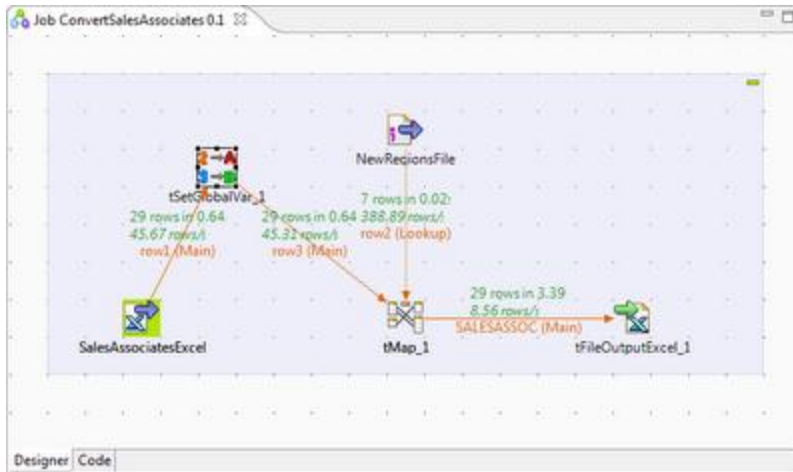 Job ConvertSalesAssociates 0.1
NewRegionsFile
tSetGlobalVar_1
7 rows in 0.02
29 rows in 0.64
29 rows in 0.64
388.89 rows/
45.67 rows/
45.31 rows/
row2 (Lookup)
row1 (Main)
row3 (Main)
29 rows in 3.39
8.56 rows/
SALESASSOC (Main)
SalesAssociatesExcel
tMap_1
tFileOutputExcel_1
Designer
Code